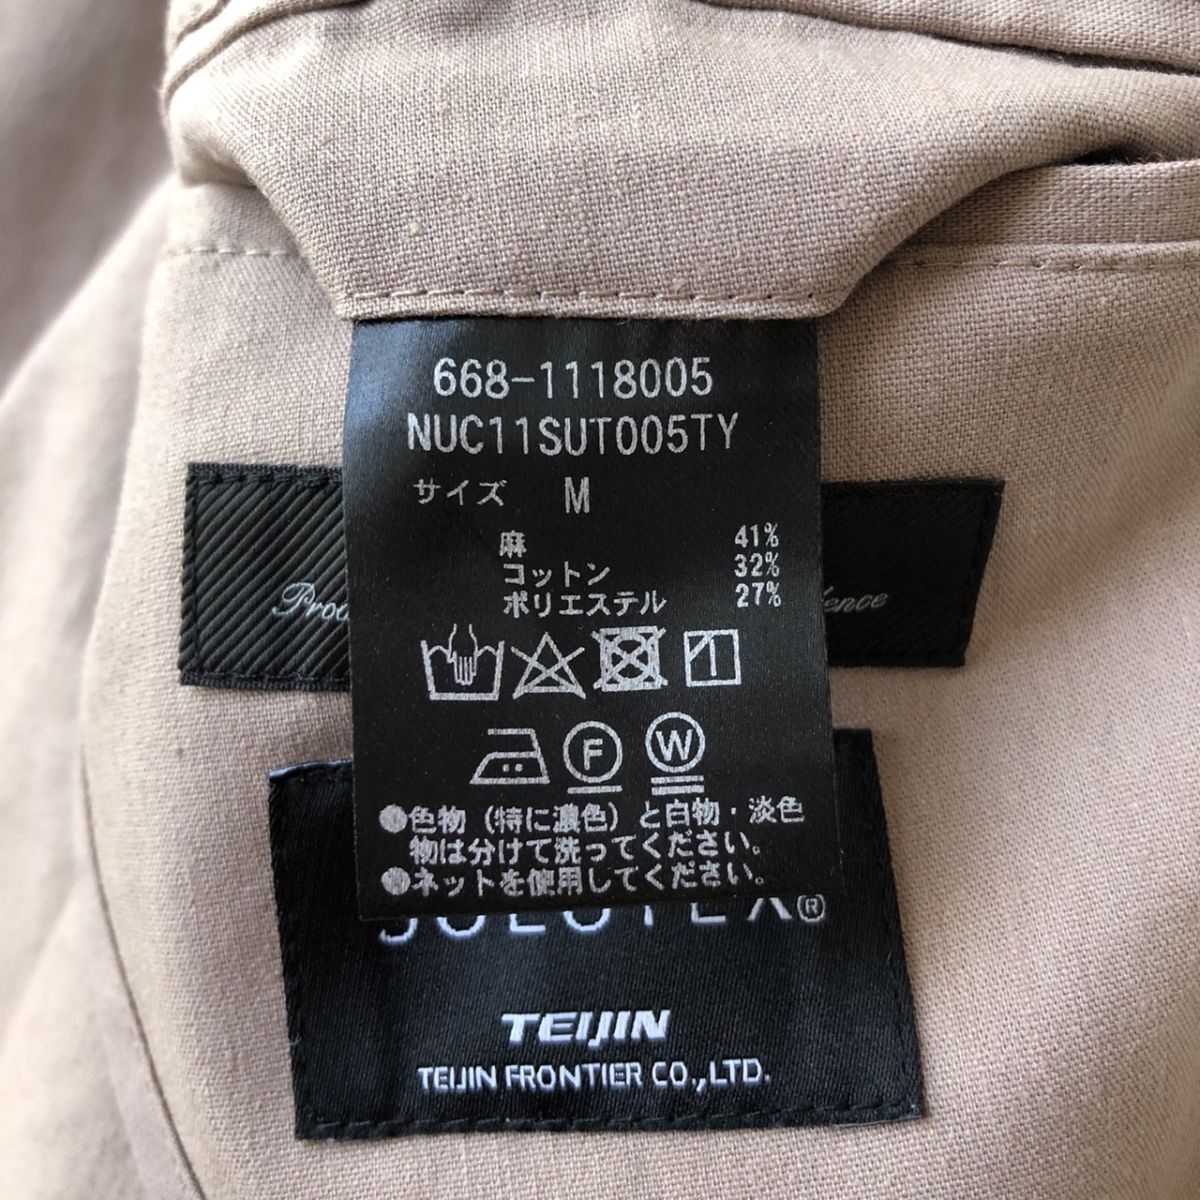 668-1118005
NUC11SUT005TY
サイズ M
麻 41%
コットン 32%
ポリエステル 27%
F W
●色物(特に濃色)と白物・淡色
物は分けて洗ってください。
●ネットを使用してください。
TEIJIN
TEIJIN FRONTIER CO.,LTD.